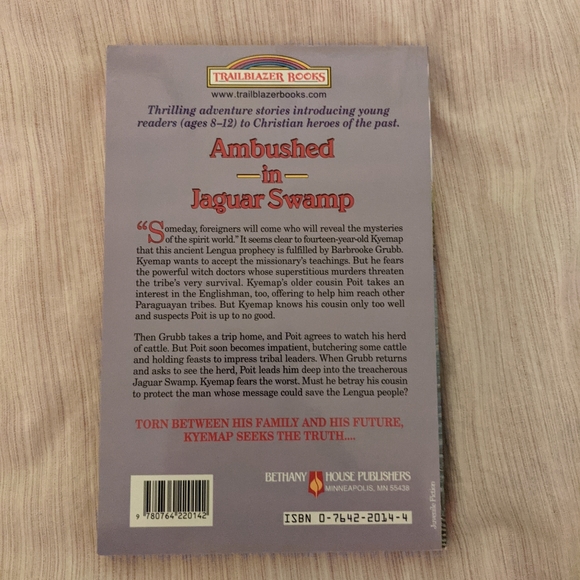 TRAILBLAZER BOOKS
www.trailblazerbooks.com
Thrilling adventure stories introducing young
readers (ages 8–12) to Christian heroes of the past.
Ambushed
in
Jaguar Swamp
“Someday, foreigners will come who will reveal the mysteries
of the spirit world.” It seems clear to fourteen-year-old Kyemap
that this ancient Lengua prophecy is fulfilled by Barbrooke Grubb.
Kyemap wants to accept the missionary's teachings. But he fears
the powerful witch doctors whose superstitious murders threaten
the tribe's very survival. Kyemap's older cousin Poit takes an
interest in the Englishman, too, offering to help him reach other
Paraguayan tribes. But Kyemap knows his cousin only too well
and suspects Poit is up to no good.
Then Grubb takes a trip home, and Poit agrees to watch his herd
of cattle. But Poit soon becomes impatient, butchering some cattle
and holding feasts to impress tribal leaders. When Grubb returns
and asks to see the herd, Poit leads him deep into the treacherous
Jaguar Swamp. Kyemap fears the worst. Must he betray his cousin
to protect the man whose message could save the Lengua people?
TORN BETWEEN HIS FAMILY AND HIS FUTURE,
KYEMAP SEEKS THE TRUTH....
BETHANY HOUSE PUBLISHERS
MINNEAPOLIS, MN 55438
9 780764 220142
ISBN 0-7642-2014-4
Juvenile Fiction